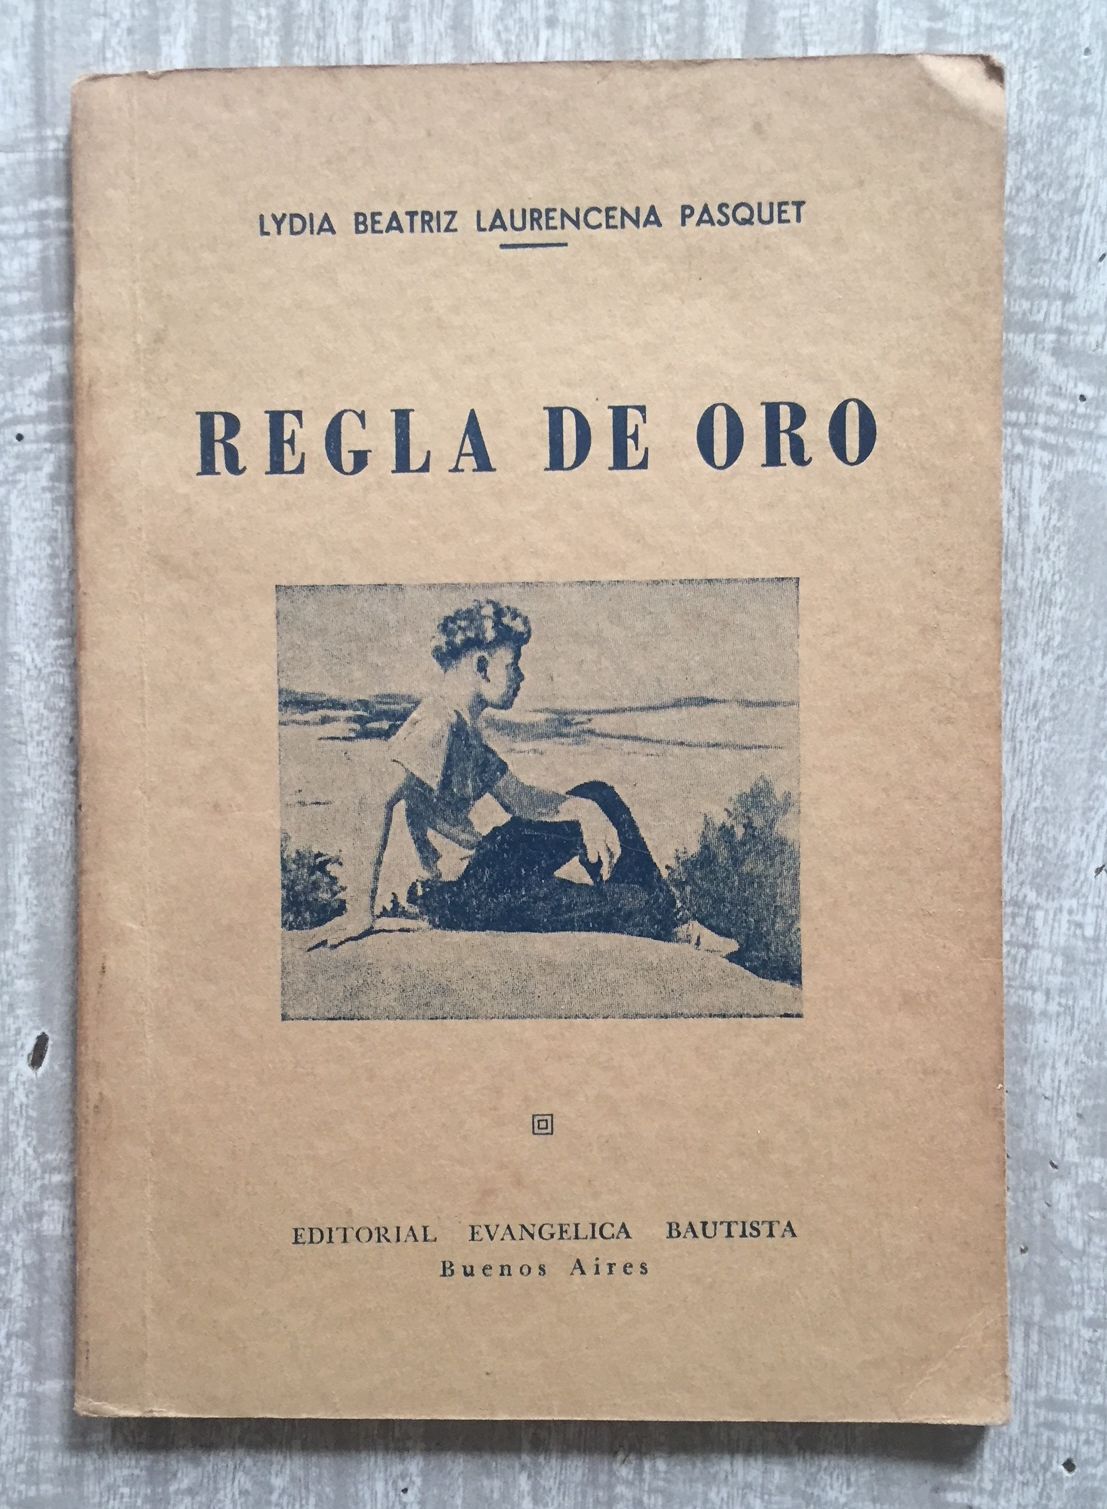 LYDIA BEATRIZ LAURENCENA PASQUET
REGLA DE ORO
EDITORIAL EVANGELICA BAUTISTA
Buenos Aires